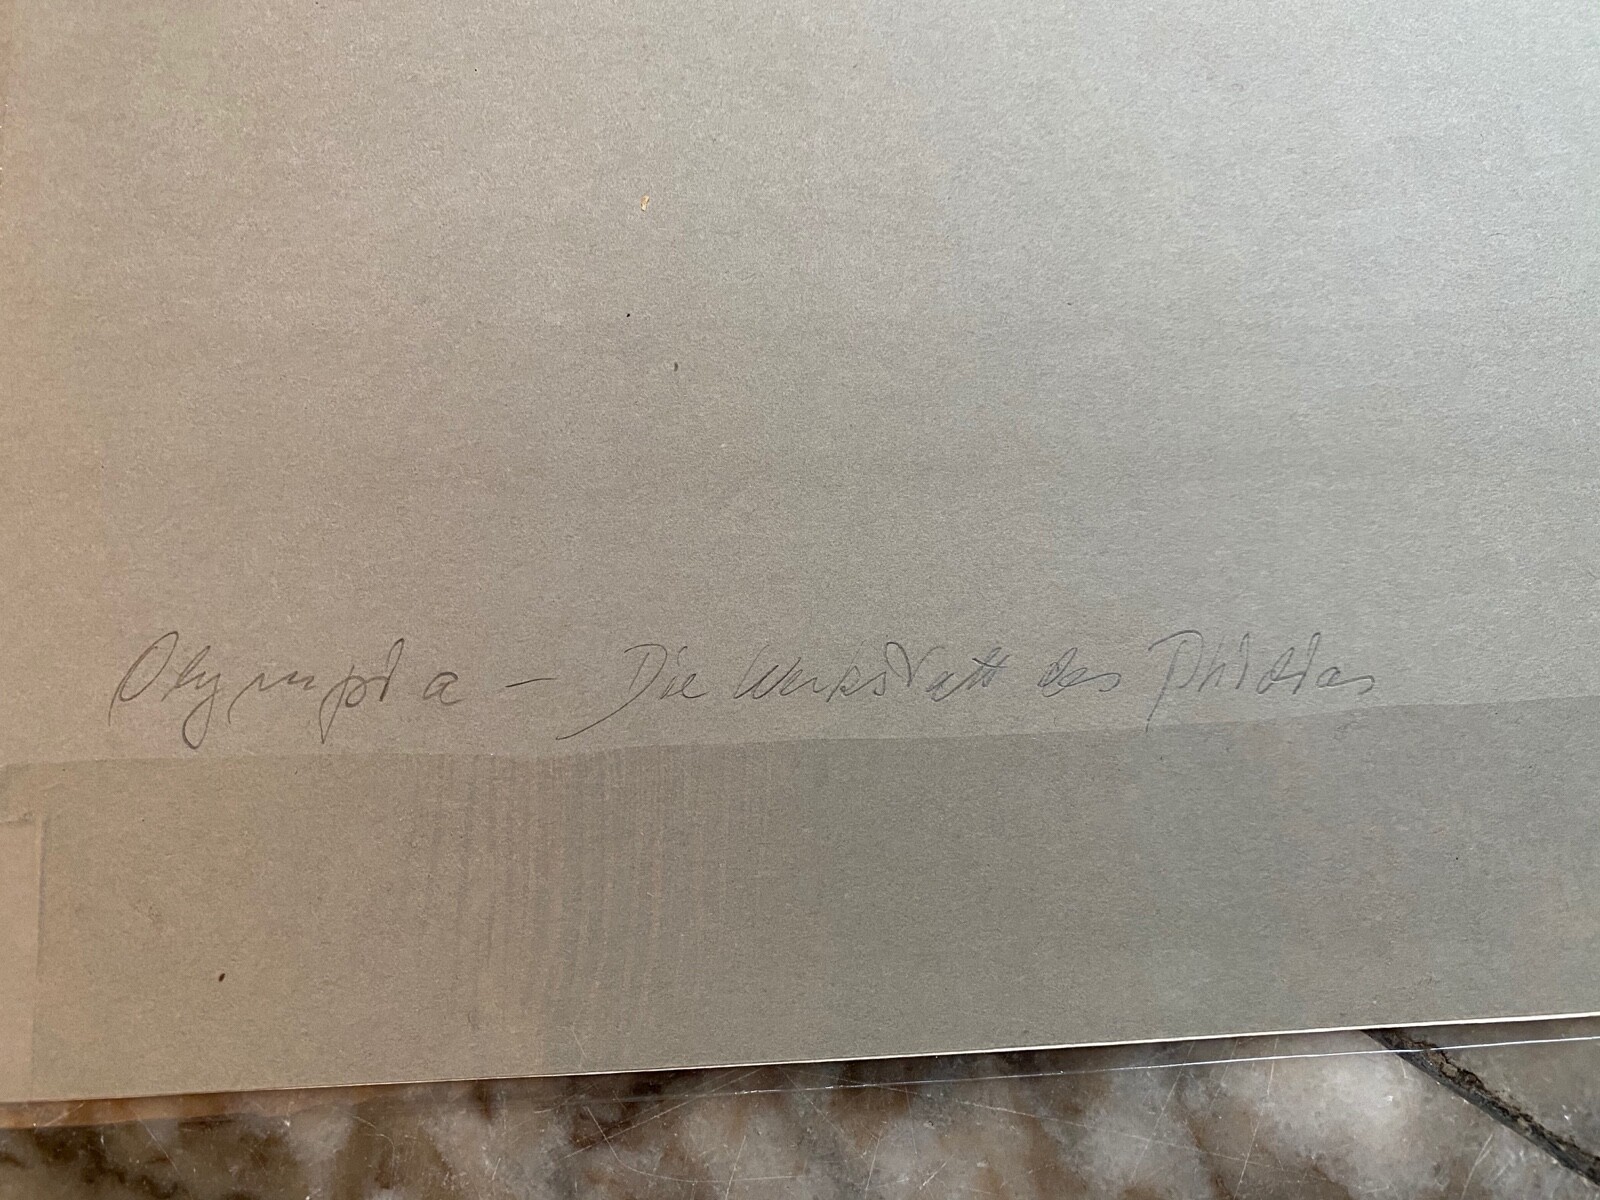 Olympia – Die Werkstatt des Phidias